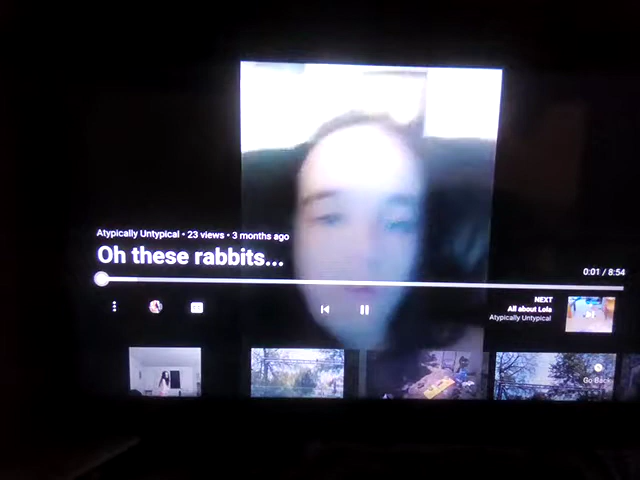 Atypically Untypical • 23 views • 3 months ago
Oh these rabbits...
0:01 / 8:54
NEXT
All about Lola
Atypically Untypical
Go Back